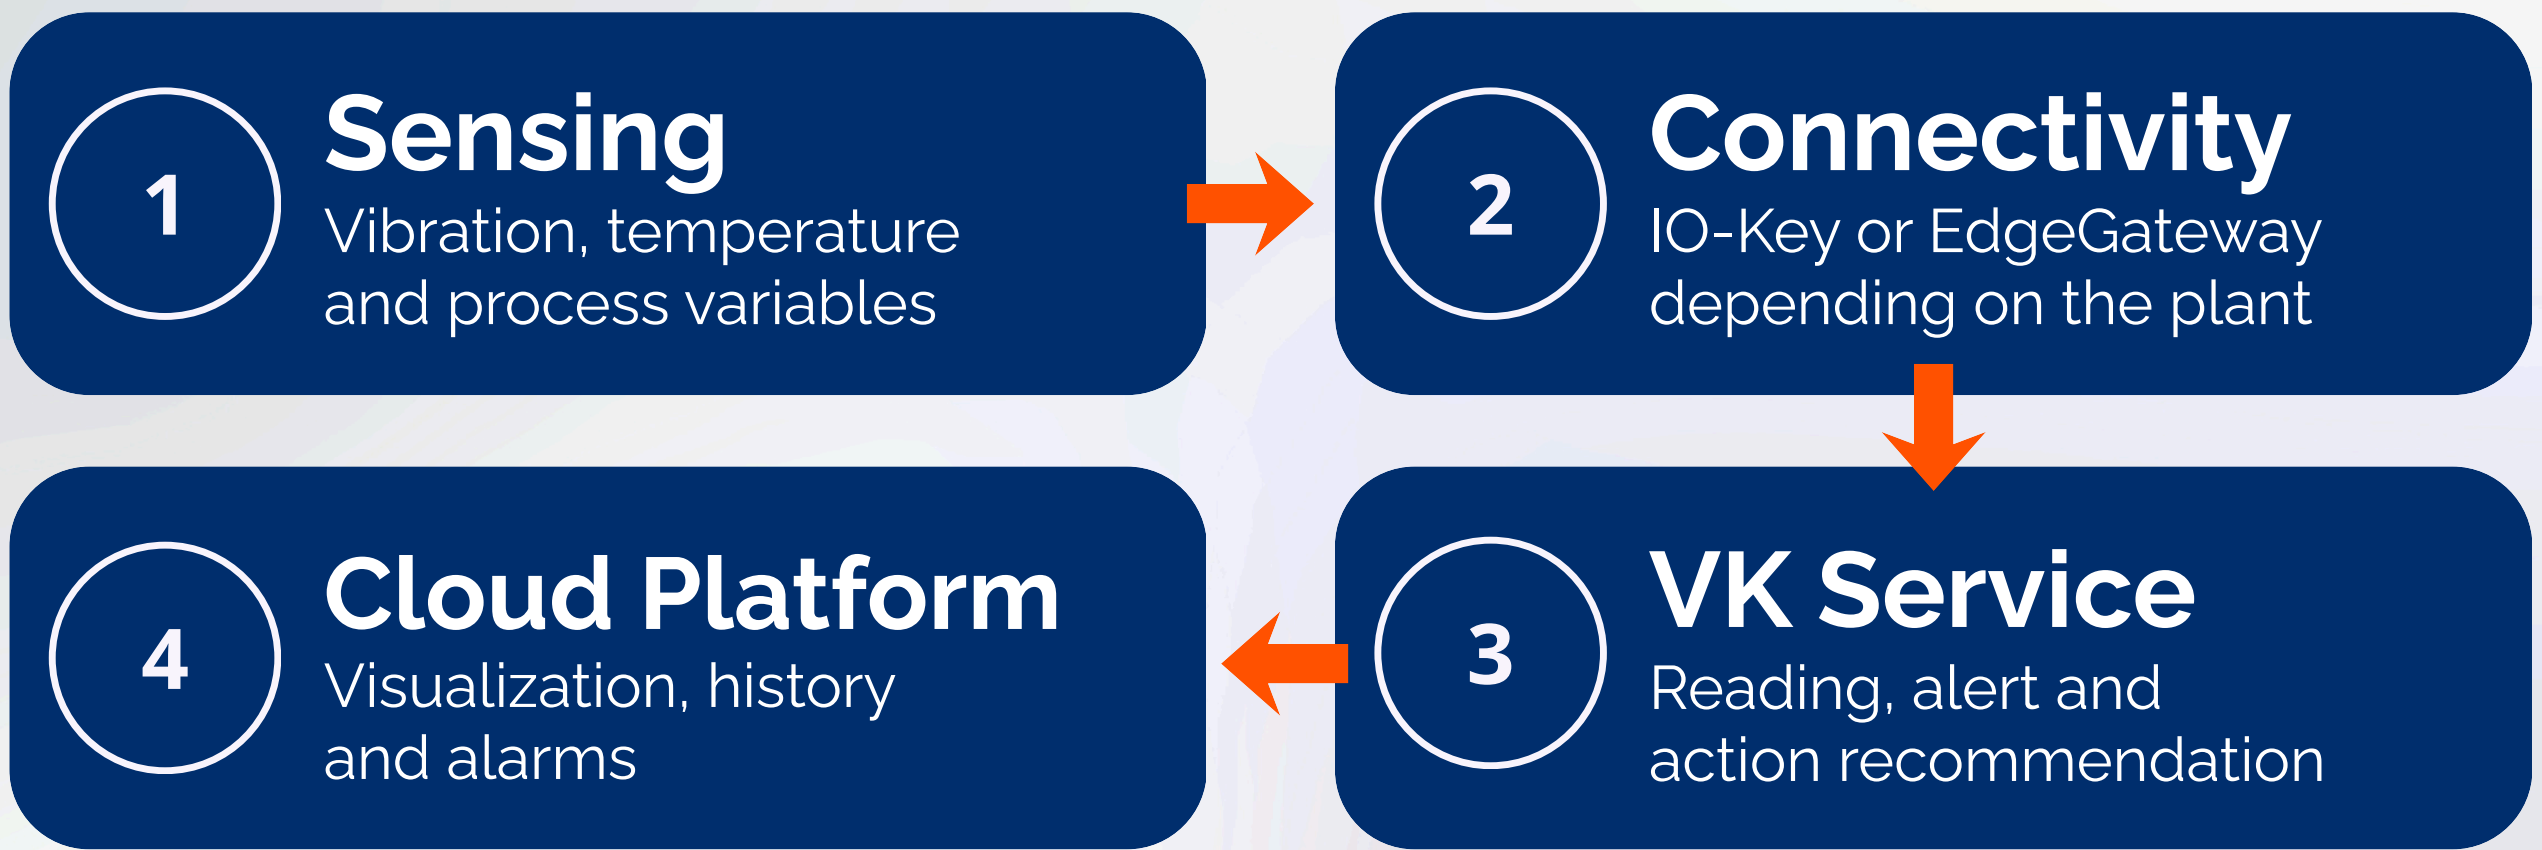 1
Sensing
Vibration, temperature
and process variables
2
Connectivity
IO-Key or EdgeGateway
depending on the plant
3
VK Service
Reading, alert and
action recommendation
4
Cloud Platform
Visualization, history
and alarms